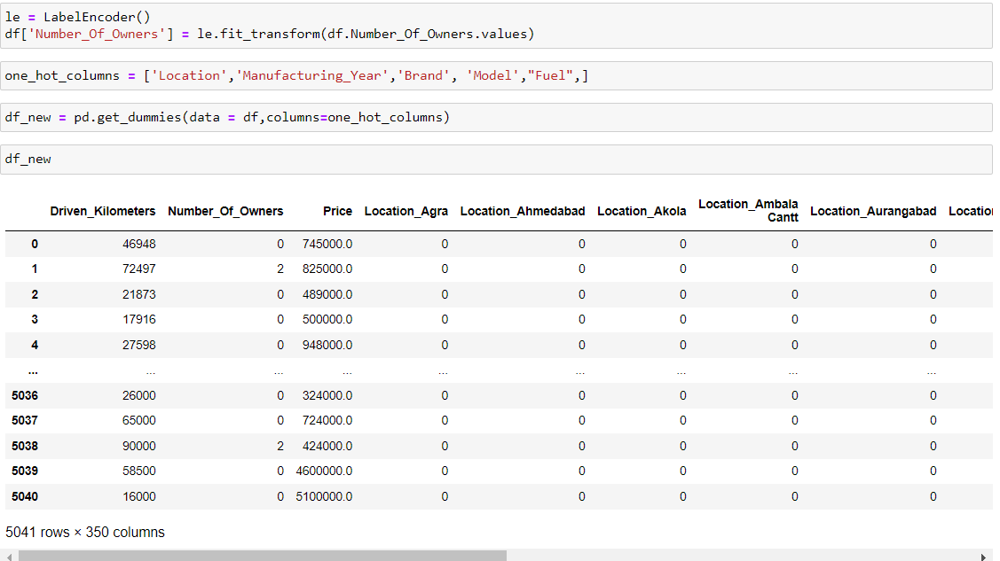 le = LabelEncoder()
df['Number_Of_Owners'] = le.fit_transform(df.Number_Of_Owners.values)
one_hot_columns = ['Location','Manufacturing_Year','Brand', 'Model',"Fuel",]
df_new = pd.get_dummies(data = df,columns=one_hot_columns)
df_new
Driven_Kilometers Number_Of_Owners Price Location_Agra Location_Ahmedabad Location_Akola Location_Ambala Cantt Location_Aurangabad Location
0 46948 0 745000.0 0 0 0 0 0
1 72497 2 825000.0 0 0 0 0 0
2 21873 0 489000.0 0 0 0 0 0
3 17916 0 500000.0 0 0 0 0 0
4 27598 0 948000.0 0 0 0 0 0
... ... ... ... ... ... ... ... ...
5036 26000 0 324000.0 0 0 0 0 0
5037 65000 0 724000.0 0 0 0 0 0
5038 90000 2 424000.0 0 0 0 0 0
5039 58500 0 4600000.0 0 0 0 0 0
5040 16000 0 5100000.0 0 0 0 0 0
5041 rows × 350 columns